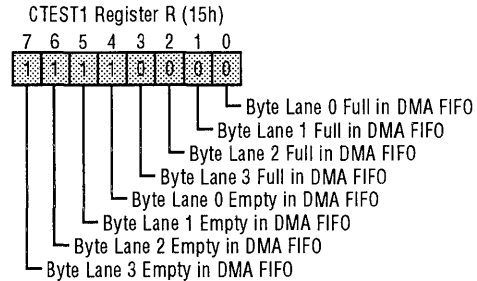 CTEST1 Register R (15h)
7 6 5 4 3 2 1 0
1 1 1 1 0 0 0 0
Byte Lane 0 Full in DMA FIFO
Byte Lane 1 Full in DMA FIFO
Byte Lane 2 Full in DMA FIFO
Byte Lane 3 Full in DMA FIFO
Byte Lane 0 Empty in DMA FIFO
Byte Lane 1 Empty in DMA FIFO
Byte Lane 2 Empty in DMA FIFO
Byte Lane 3 Empty in DMA FIFO